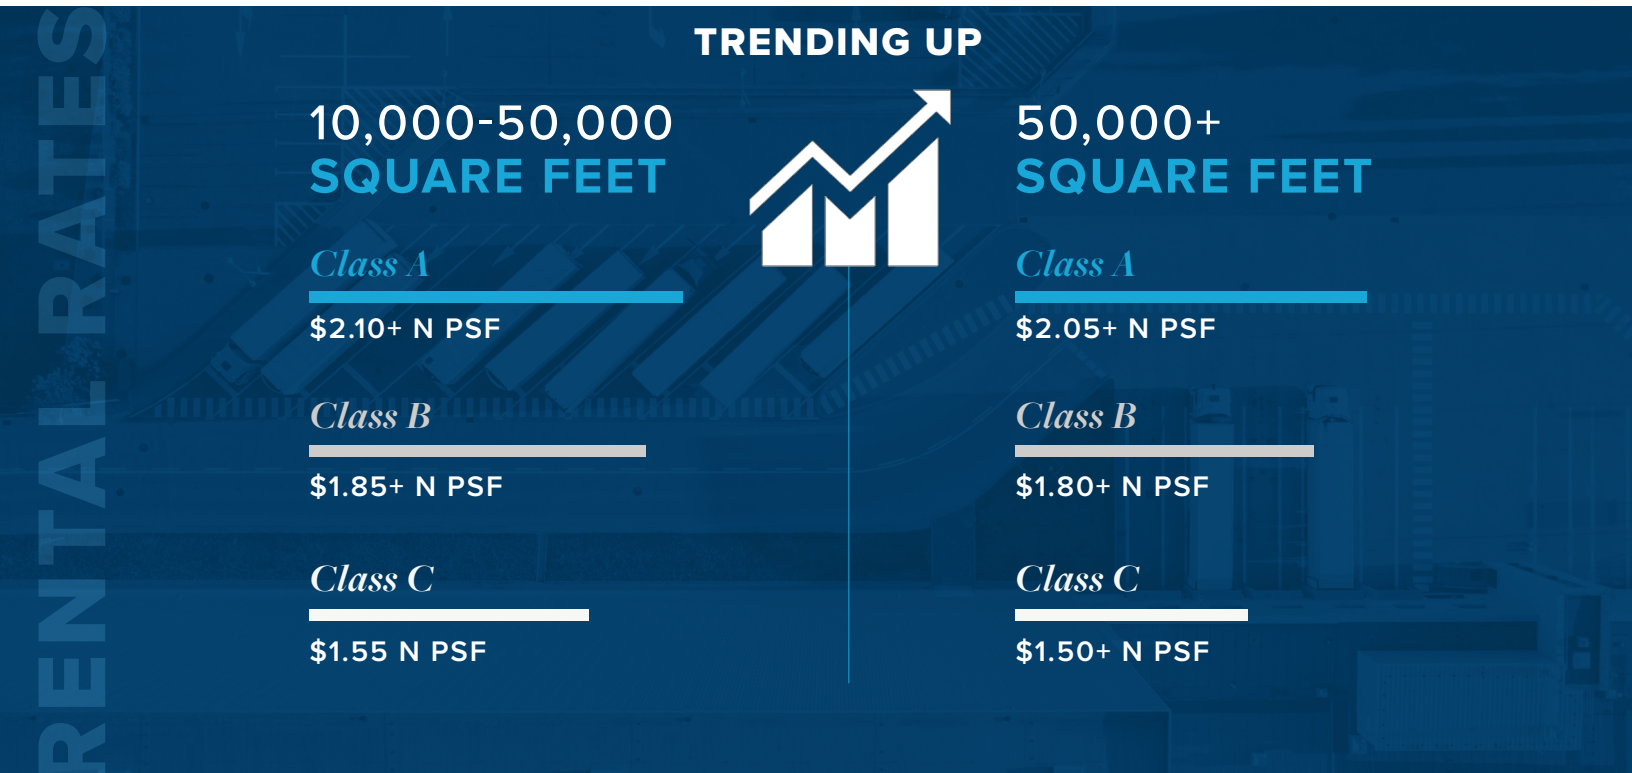 RENTAL RATES
TRENDING UP
10,000-50,000
SQUARE FEET
Class A
$2.10+ N PSF
Class B
$1.85+ N PSF
Class C
$1.55 N PSF
50,000+
SQUARE FEET
Class A
$2.05+ N PSF
Class B
$1.80+ N PSF
Class C
$1.50+ N PSF